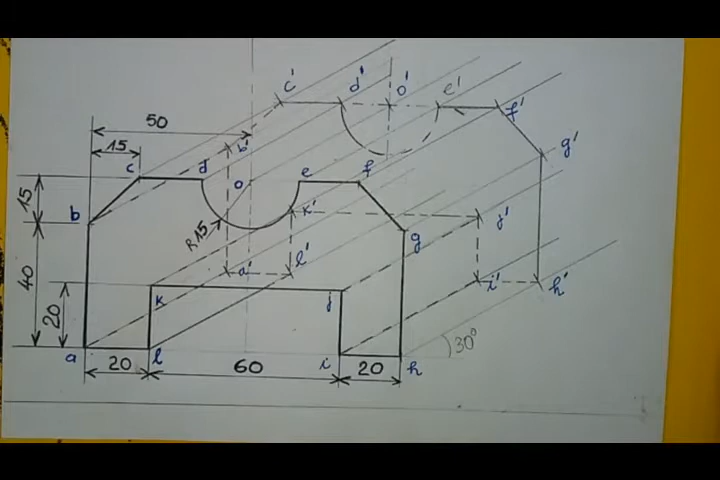 c' d' o' e' f'
50
15 b' g'
c d o e f
15
b k' j'
R15 g
l'
40 a' i' h'
20 k j
30°
a 20 l 60 i 20 h